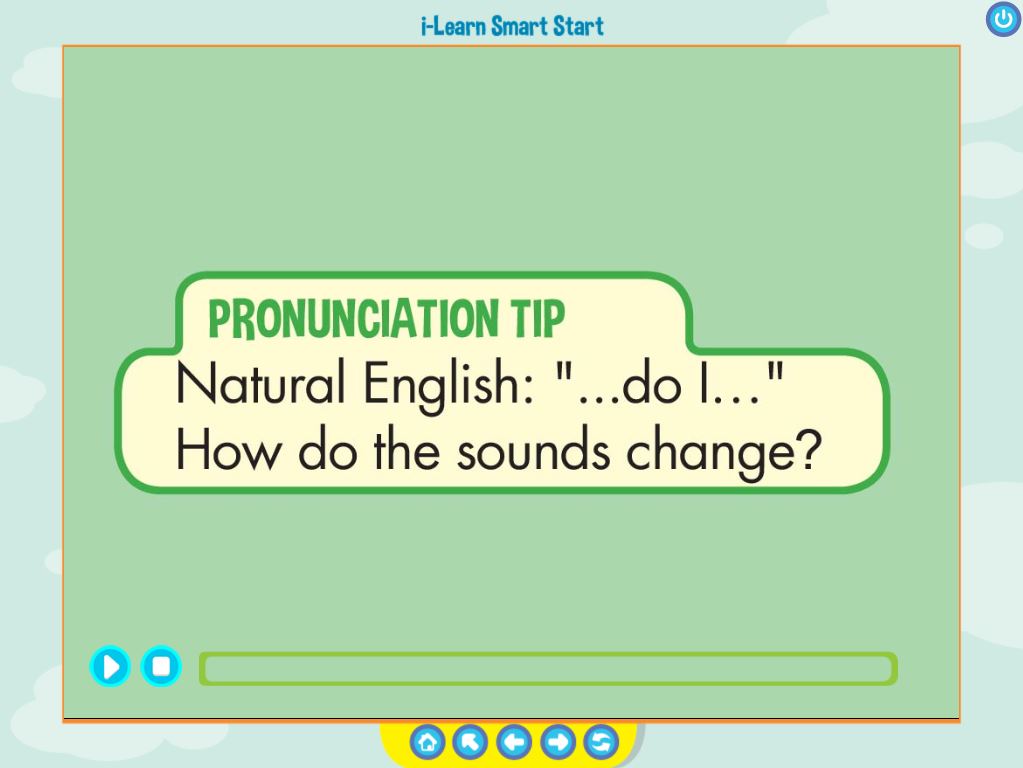 i-Learn Smart Start
PRONUNCIATION TIP
Natural English: "...do I..."
How do the sounds change?